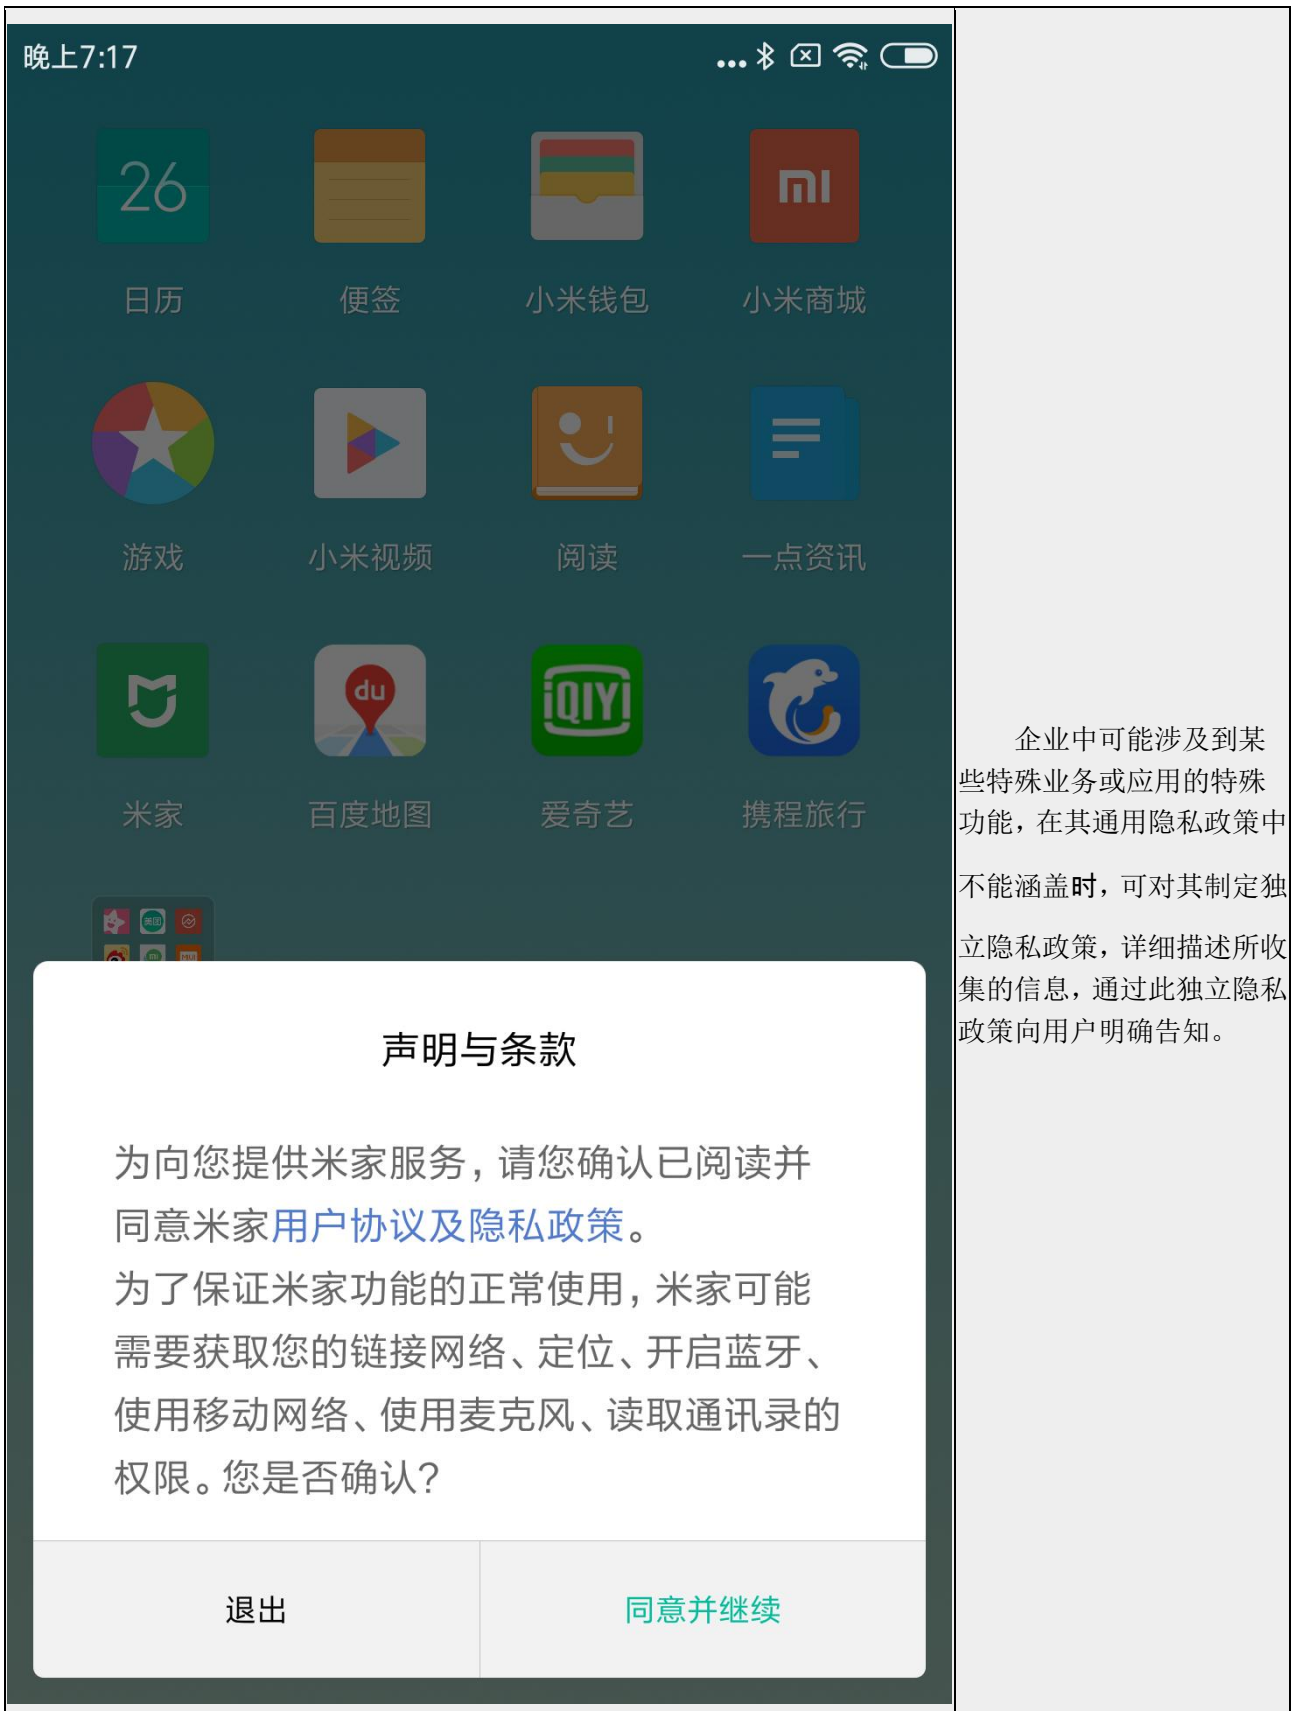 晚上7:17
26
日历
便签
小米钱包
小米商城
游戏
小米视频
阅读
一点资讯
du
iQIYI
米家
百度地图
爱奇艺
携程旅行
美团
声明与条款
为向您提供米家服务，请您确认已阅读并
同意米家用户协议及隐私政策。
为了保证米家功能的正常使用，米家可能
需要获取您的链接网络、定位、开启蓝牙、
使用移动网络、使用麦克风、读取通讯录的
权限。您是否确认?
退出
同意并继续
企业中可能涉及到某
些特殊业务或应用的特殊
功能，在其通用隐私政策中
不能涵盖时，可对其制定独
立隐私政策，详细描述所收
集的信息，通过此独立隐私
政策向用户明确告知。